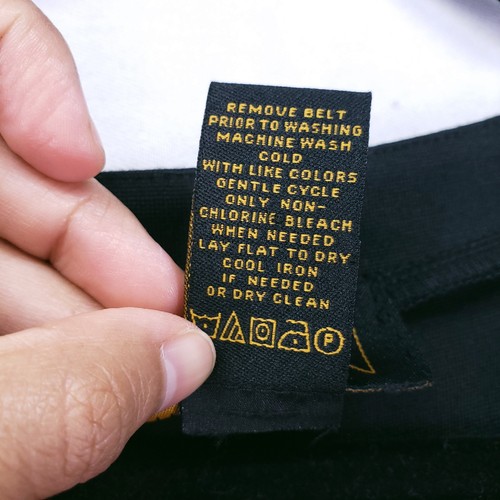 REMOVE BELT
PRIOR TO WASHING
MACHINE WASH
COLD
WITH LIKE COLORS
GENTLE CYCLE
ONLY NON-
CHLORINE BLEACH
WHEN NEEDED
LAY FLAT TO DRY
COOL IRON
IF NEEDED
OR DRY CLEAN
P